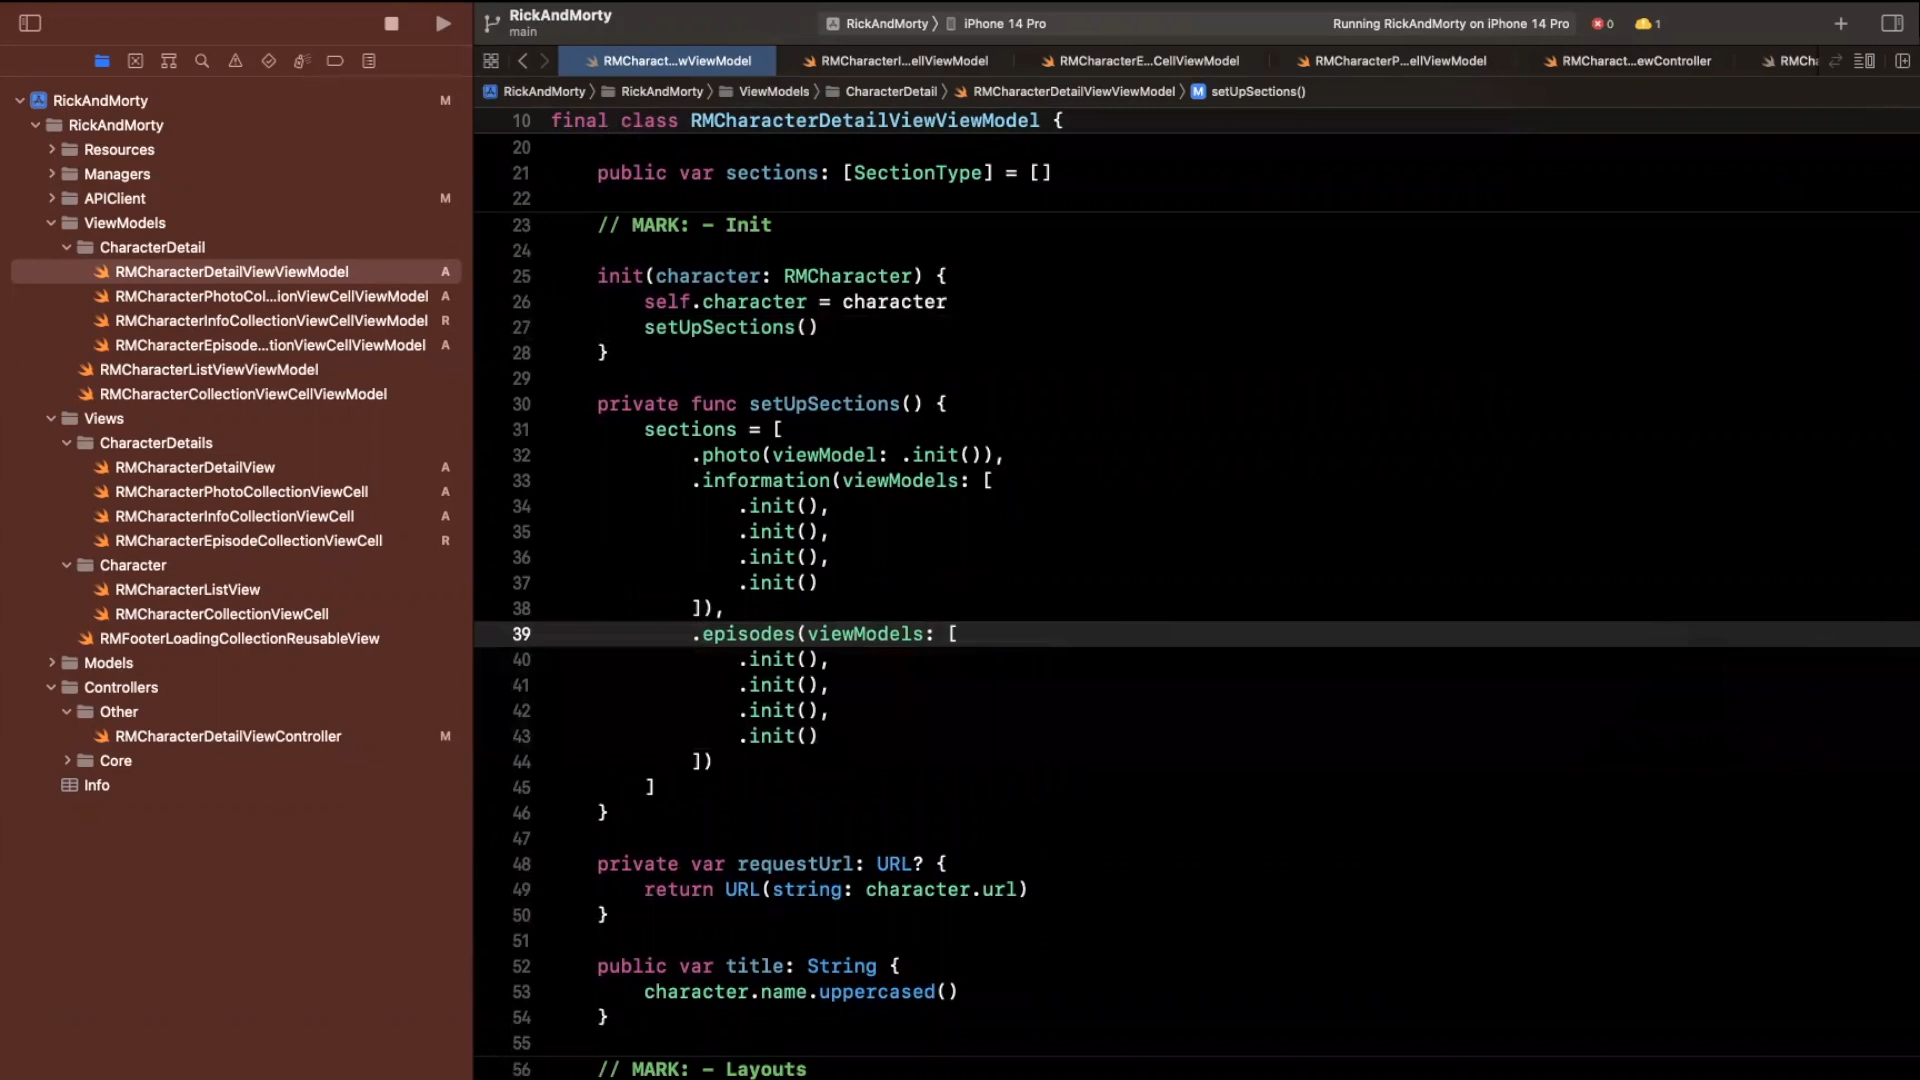 RickAndMorty
main
RickAndMorty 〉 iPhone 14 Pro
Running RickAndMorty on iPhone 14 Pro
0
1
RMCharact...wViewModel
RMCharacterI...ellViewModel
RMCharacterE...CellViewModel
RMCharacterP...ellViewModel
RMCharact...ewController
RMCha
RickAndMorty 〉 RickAndMorty 〉 ViewModels 〉 CharacterDetail 〉 RMCharacterDetailViewViewModel 〉 M setUpSections()
RickAndMorty M
RickAndMorty
Resources
Managers
APIClient M
ViewModels
CharacterDetail
RMCharacterDetailViewViewModel A
RMCharacterPhotoCol...ionViewCellViewModel A
RMCharacterInfoCollectionViewCellViewModel R
RMCharacterEpisode...tionViewCellViewModel A
RMCharacterListViewViewModel
RMCharacterCollectionViewCellViewModel
Views
CharacterDetails
RMCharacterDetailView A
RMCharacterPhotoCollectionViewCell A
RMCharacterInfoCollectionViewCell A
RMCharacterEpisodeCollectionViewCell R
Character
RMCharacterListView
RMCharacterCollectionViewCell
RMFooterLoadingCollectionReusableView
Models
Controllers
Other
RMCharacterDetailViewController M
Core
Info
10 final class RMCharacterDetailViewViewModel {
20
21 public var sections: [SectionType] = []
22
23 // MARK: - Init
24
25 init(character: RMCharacter) {
26 self.character = character
27 setUpSections()
28 }
29
30 private func setUpSections() {
31 sections = [
32 .photo(viewModel: .init()),
33 .information(viewModels: [
34 .init(),
35 .init(),
36 .init(),
37 .init()
38 ]),
39 .episodes(viewModels: [
40 .init(),
41 .init(),
42 .init(),
43 .init()
44 ])
45 ]
46 }
47
48 private var requestUrl: URL? {
49 return URL(string: character.url)
50 }
51
52 public var title: String {
53 character.name.uppercased()
54 }
55
56 // MARK: - Layouts